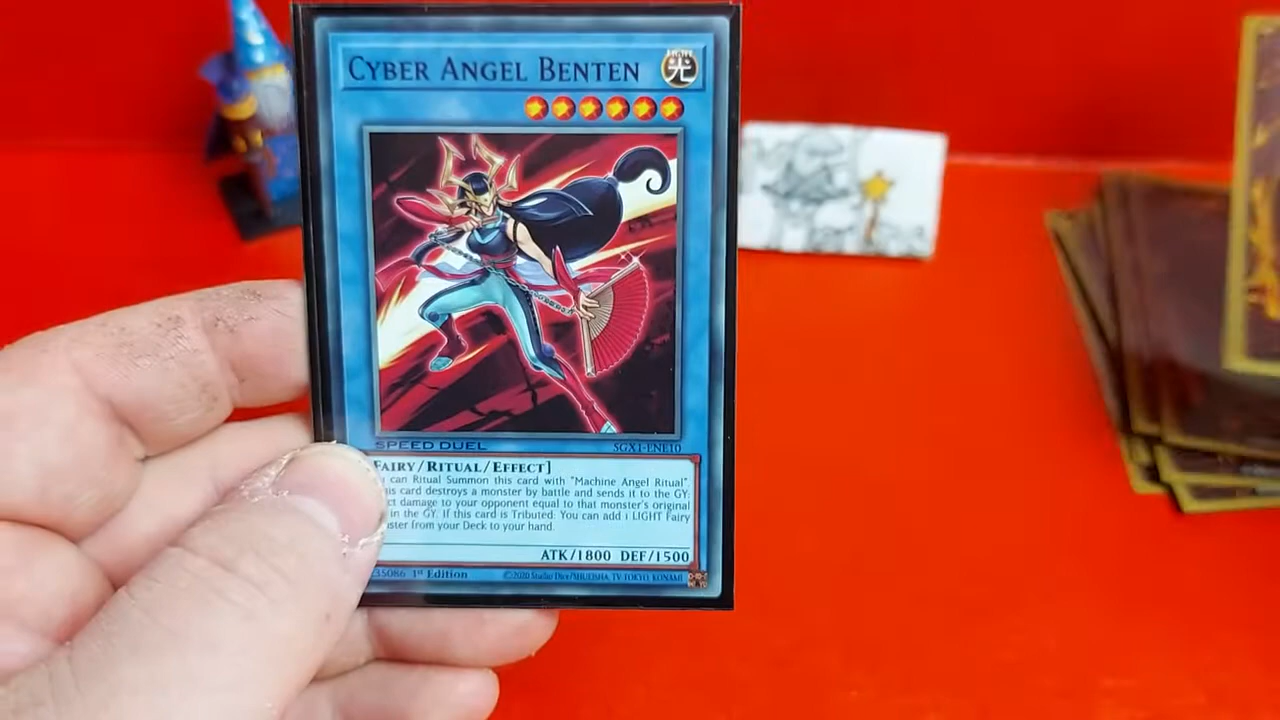 CYBER ANGEL BENTEN
LIGHT
光
SPEED DUEL
SGX1-ENE10
FAIRY/RITUAL/EFFECT]
can Ritual Summon this card with "Machine Angel Ritual"
card destroys a monster by battle and sends it to the GY:
damage to your opponent equal to that monster's original
in the GY. If this card is Tributed: You can add 1 LIGHT Fairy
from your Deck to your hand.
ATK/1800 DEF/1500
35086 1st Edition
©2020 Studio Dice/SHUEISHA, TV TOKYO, KONAMI